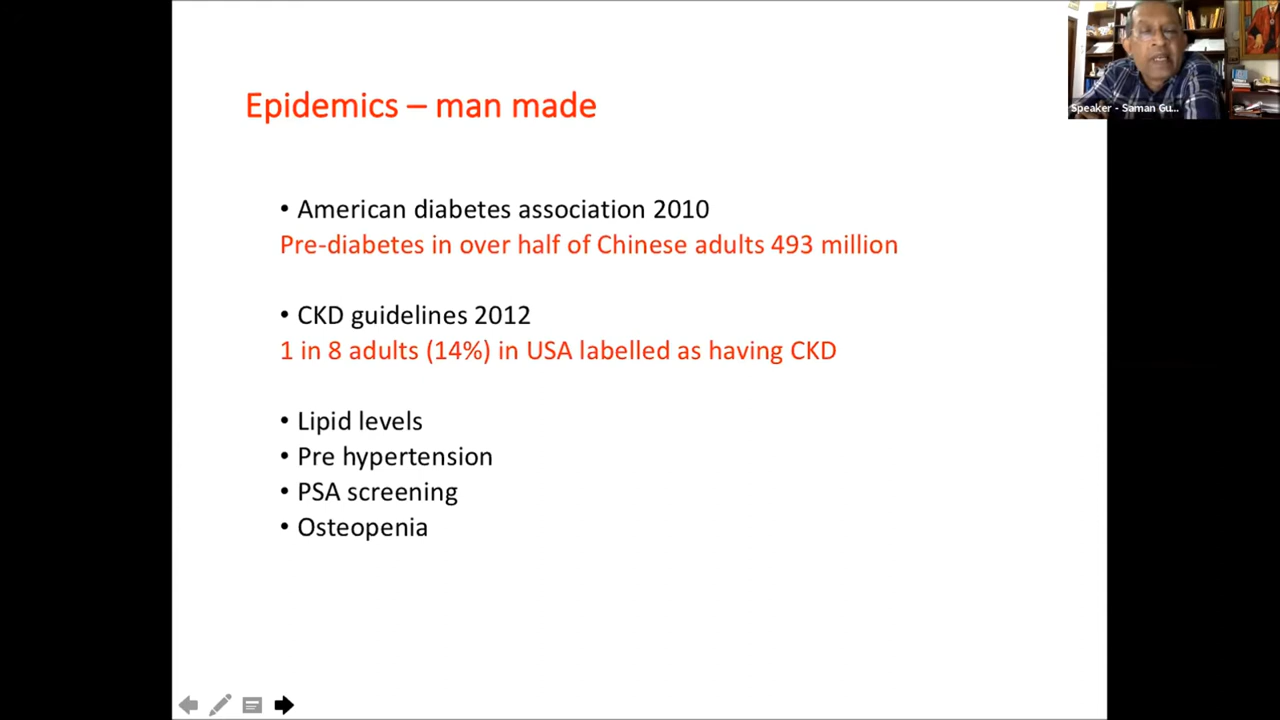 Epidemics – man made
• American diabetes association 2010
Pre-diabetes in over half of Chinese adults 493 million
• CKD guidelines 2012
1 in 8 adults (14%) in USA labelled as having CKD
• Lipid levels
• Pre hypertension
• PSA screening
• Osteopenia
Speaker - Saman Gu...